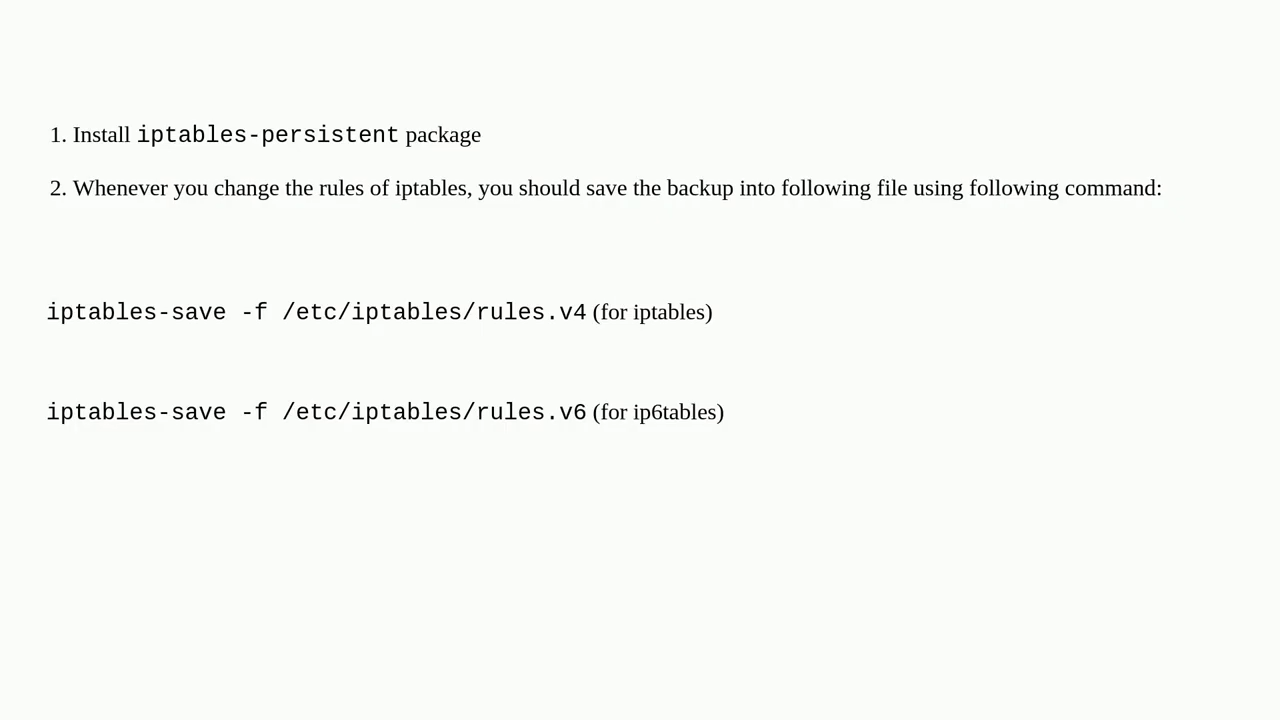 1. Install iptables-persistent package
2. Whenever you change the rules of iptables, you should save the backup into following file using following command:
iptables-save -f /etc/iptables/rules.v4 (for iptables)
iptables-save -f /etc/iptables/rules.v6 (for ip6tables)